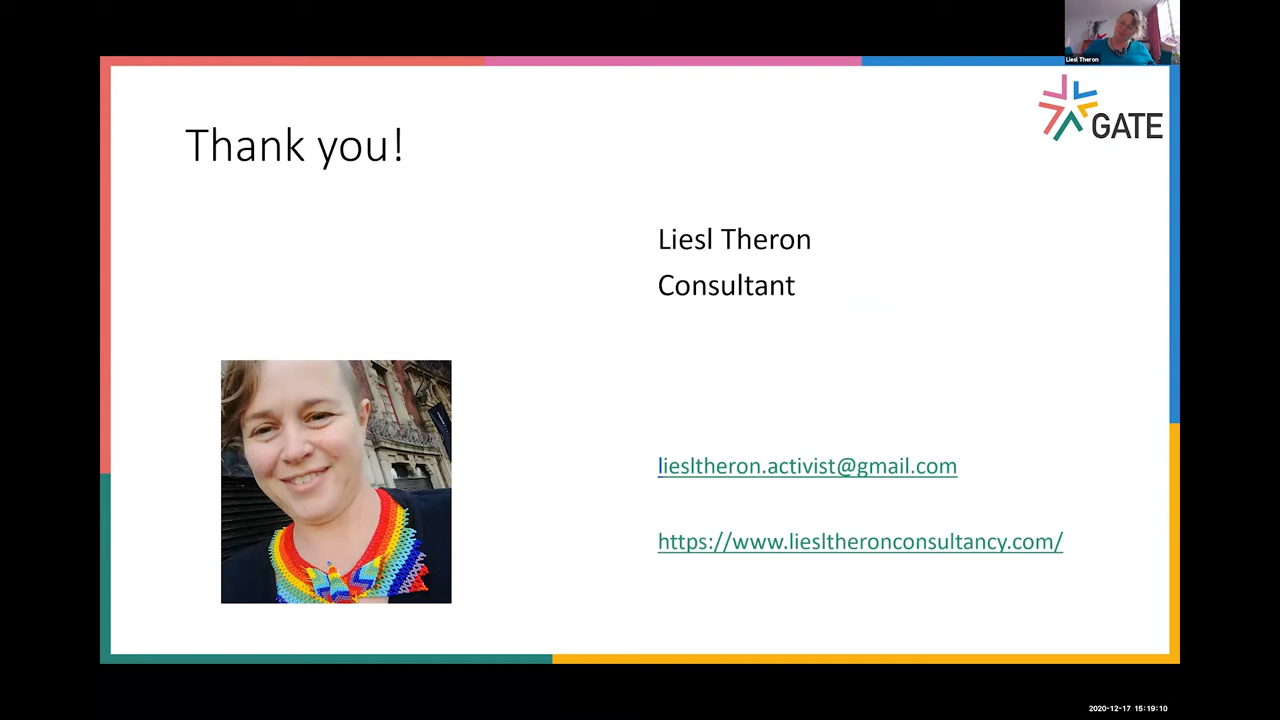 Liesl Theron
GATE
Thank you!
Liesl Theron
Consultant
liesltheron.activist@gmail.com
https://www.liesltheronconsultancy.com/
2020-12-17 15:19:10